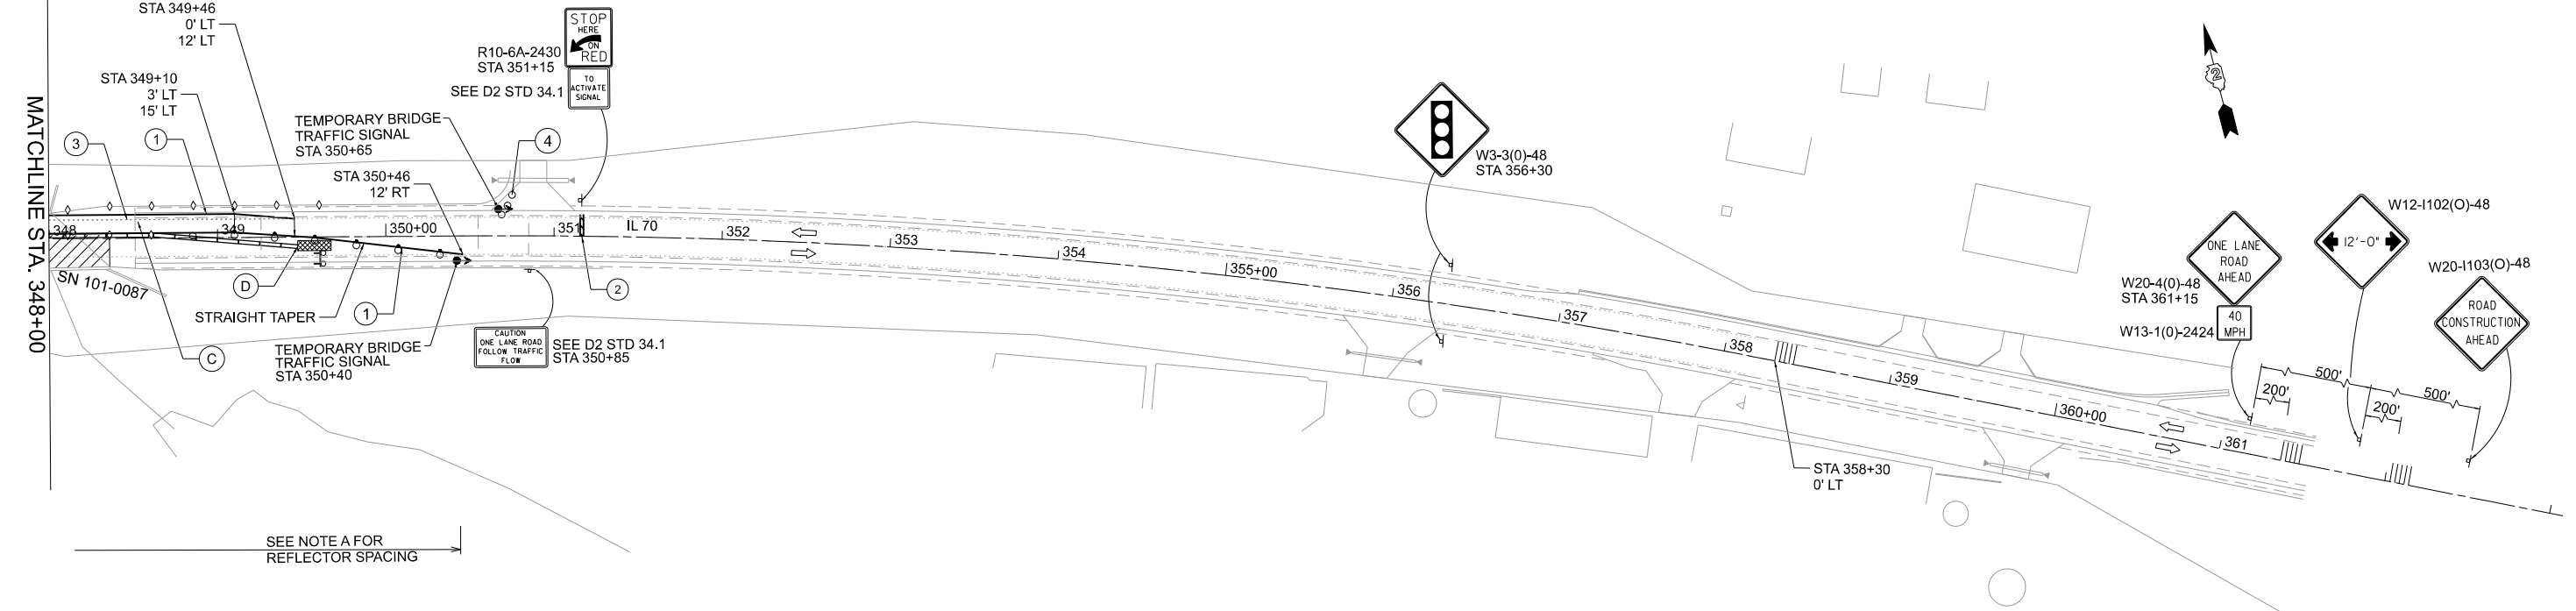 STA 349+46
0' LT
12' LT
STA 349+10
3' LT
15' LT
3
1
MATCHLINE STA. 348+00
348
349
SN 101-0087
STRAIGHT TAPER
C
D
1
TEMPORARY BRIDGE
TRAFFIC SIGNAL
STA 350+65
STA 350+46
12' RT
TEMPORARY BRIDGE
TRAFFIC SIGNAL
STA 350+40
R10-6A-2430
STA 351+15
SEE D2 STD 34.1
STOP
HERE
ON
RED
TO
ACTIVATE
SIGNAL
4
350+00
351
IL 70
2
CAUTION
ONE LANE ROAD
FOLLOW TRAFFIC
FLOW
SEE D2 STD 34.1
STA 350+85
352
353
354
355+00
356
357
358
359
360+00
361
W3-3(0)-48
STA 356+30
STA 358+30
0' LT
2
ONE LANE
ROAD
AHEAD
W20-4(0)-48
STA 361+15
40
MPH
W13-1(0)-2424
12'-0"
W12-I102(O)-48
W20-I103(O)-48
ROAD
CONSTRUCTION
AHEAD
500'
200'
500'
200'
SEE NOTE A FOR
REFLECTOR SPACING